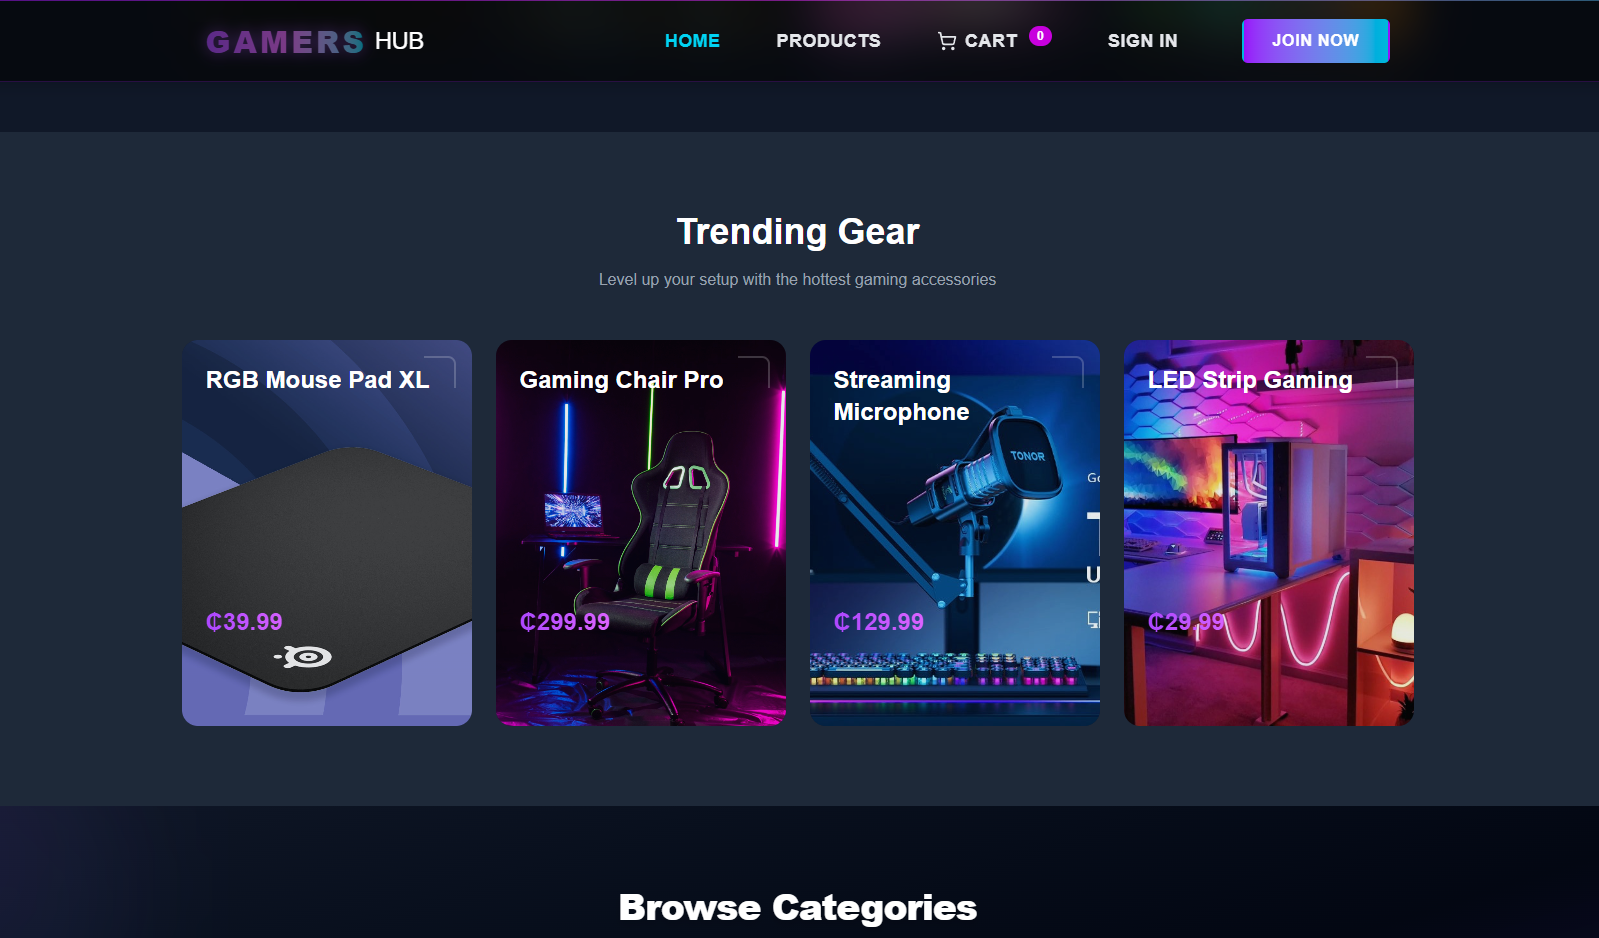 GAMERS HUB
HOME
PRODUCTS
CART
0
SIGN IN
JOIN NOW
Trending Gear
Level up your setup with the hottest gaming accessories
RGB Mouse Pad XL
₵39.99
Gaming Chair Pro
₵299.99
Streaming
Microphone
TONOR
₵129.99
LED Strip Gaming
₵29.99
Browse Categories